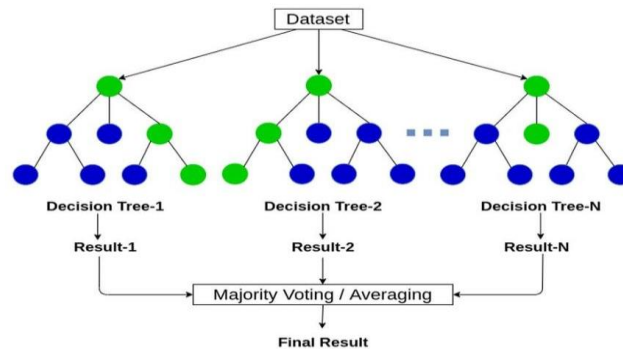 Dataset
Decision Tree-1 Decision Tree-2 Decision Tree-N
Result-1 Result-2 Result-N
Majority Voting / Averaging
Final Result